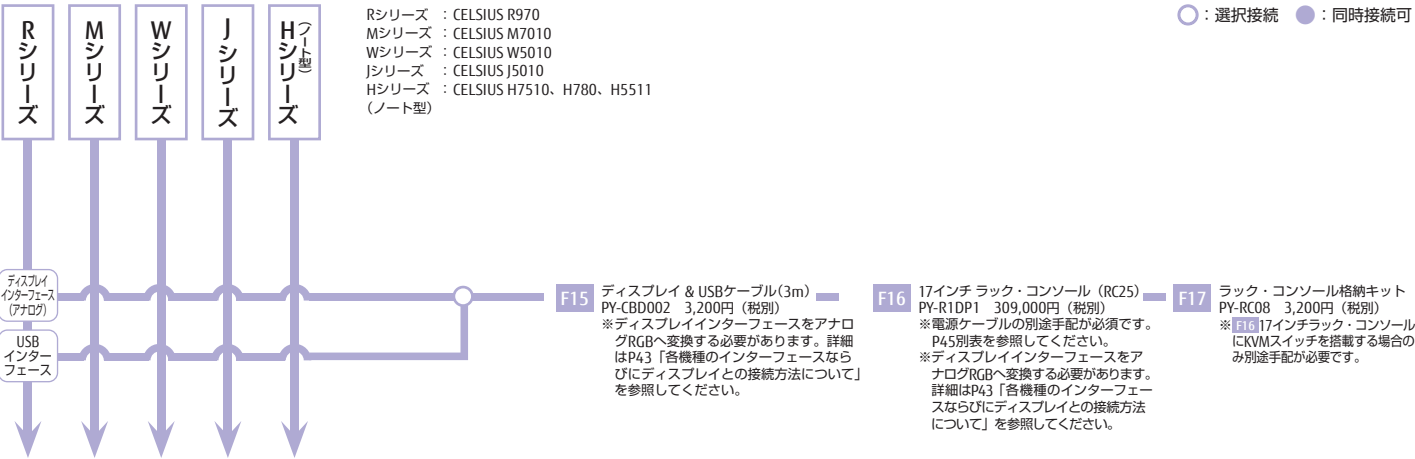 Rシリーズ
Mシリーズ
Wシリーズ
Jシリーズ
Hシリーズ
（ノート型）
Rシリーズ ：CELSIUS R970
Mシリーズ ：CELSIUS M7010
Wシリーズ ：CELSIUS W5010
Jシリーズ ：CELSIUS J5010
Hシリーズ ：CELSIUS H7510、H780、H5511
（ノート型）
：選択接続 ：同時接続可
ディスプレイ
インターフェース
（アナログ）
USB
インター
フェース
F15
ディスプレイ & USBケーブル(3m)
PY-CBD002 3,200円（税別）
※ディスプレイインターフェースをアナロ
グRGBへ変換する必要があります。詳細
はP43「各機種のインターフェースなら
びにディスプレイとの接続方法について」
を参照してください。
F16
17インチ ラック・コンソール（RC25）
PY-R1DP1 309,000円（税別）
※電源ケーブルの別途手配が必須です。
P45別表を参照してください。
※ディスプレイインターフェースをア
ナログRGBへ変換する必要があります。
詳細はP43「各機種のインターフェー
スならびにディスプレイとの接続方法
について」を参照してください。
F17
ラック・コンソール格納キット
PY-RC08 3,200円（税別）
※ F16 17インチラック・コンソール
にKVMスイッチを搭載する場合の
み別途手配が必要です。